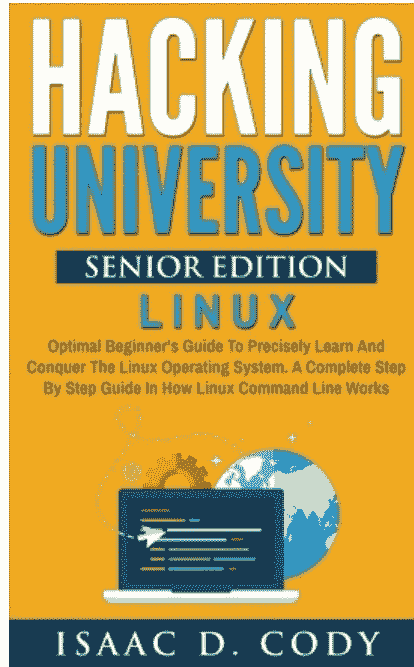 HACKING
UNIVERSITY
SENIOR EDITION
LINUX
Optimal Beginner's Guide To Precisely Learn And
Conquer The Linux Operating System. A Complete Step
By Step Guide In How Linux Command Line Works
ISAAC D. CODY